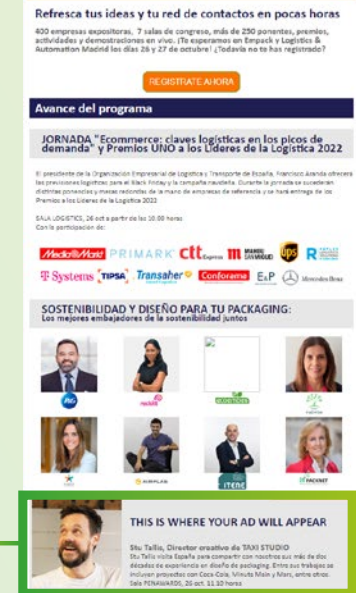 Refresca tus ideas y tu red de contactos en pocas horas
400 empresas expositoras, 7 salas de congreso, más de 250 ponentes, premios,
actividades y demostraciones en vivo. ¡Te esperamos en Empack y Logistics &
Automation Madrid los días 26 y 27 de octubre! ¿Todavía no te has registrado?
REGISTRATE AHORA
Avance del programa
JORNADA "Ecommerce: claves logísticas en los picos de
demanda" y Premios UNO a los Líderes de la Logística 2022
El presidente de la Organización Empresarial de Logística y Transporte de España, Francisco Aranda ofrecerá
las previsiones logísticas para el Black Friday y la campaña navideña. Durante la jornada se sucederán
distintas ponencias y mesas redondas de la mano de empresas de referencia y se hará entrega de los
Premios a los Líderes de la Logística 2022
SALA LOGISTICS, 26 oct a partir de las 10.00 horas
Con la participación de:
MediaMarkt PRIMARK ctt Express MAHOU SAN MIGUEL ups
T Systems TIPSA Transaher Conforama E&P Mercedes-Benz
SOSTENIBILIDAD Y DISEÑO PARA TU PACKAGING:
Los mejores embajadores de la sostenibilidad juntos
P&G
ecoembes
AIMPLAS
ITENE
PACKNET
THIS IS WHERE YOUR AD WILL APPEAR
Stu Tallis, Director creativo de TAXI STUDIO
Stu Tallis visita España para compartir con nosotros sus más de dos
décadas de experiencia en diseño de packaging. Entre sus trabajos se
incluyen proyectos con Coca-Cola, Minute Maid y Mars, entre otros.
Sala PENAWARDS, 26 oct. 11.10 horas